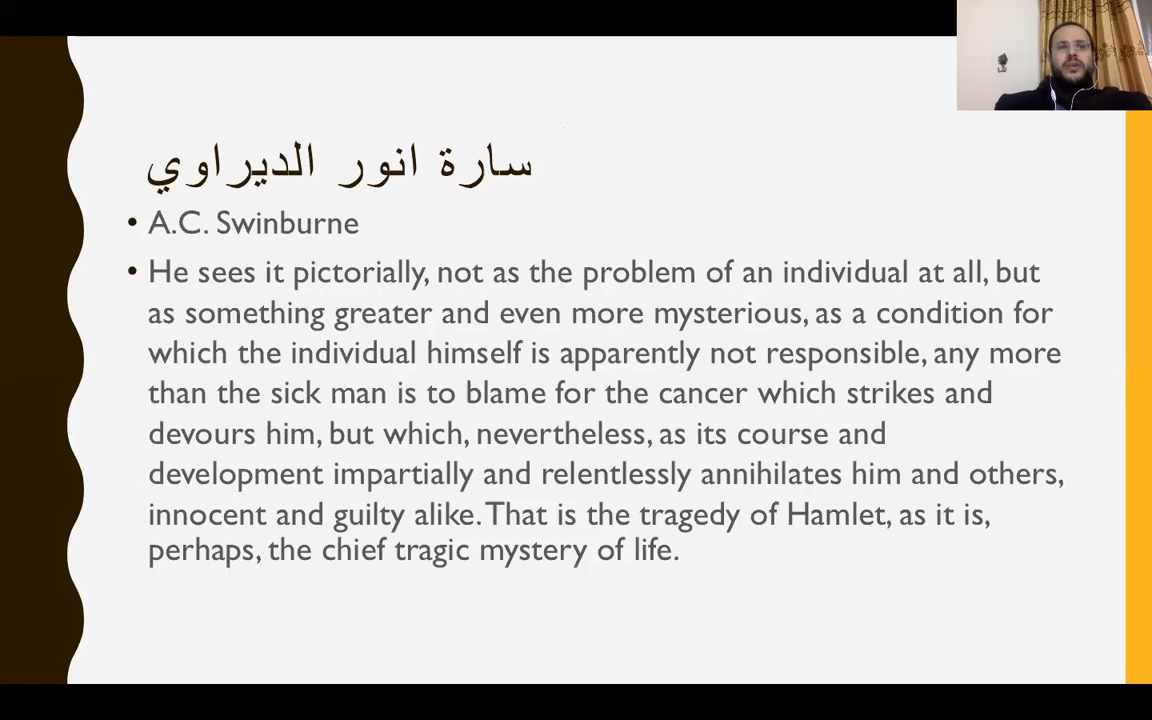 سارة انور الديراوي
• A.C. Swinburne
• He sees it pictorially, not as the problem of an individual at all, but
as something greater and even more mysterious, as a condition for
which the individual himself is apparently not responsible, any more
than the sick man is to blame for the cancer which strikes and
devours him, but which, nevertheless, as its course and
development impartially and relentlessly annihilates him and others,
innocent and guilty alike. That is the tragedy of Hamlet, as it is,
perhaps, the chief tragic mystery of life.